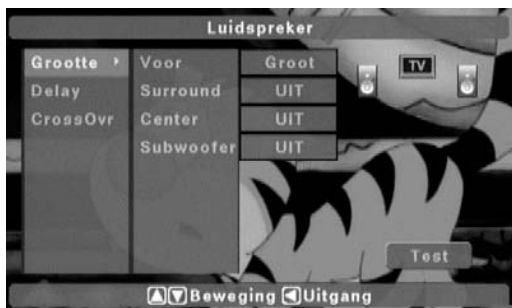 Luidspreker
Grootte Voor Groot
Delay Surround UIT
CrossOvr Center UIT
Subwoofer UIT
TV
Test
Beweging Uitgang